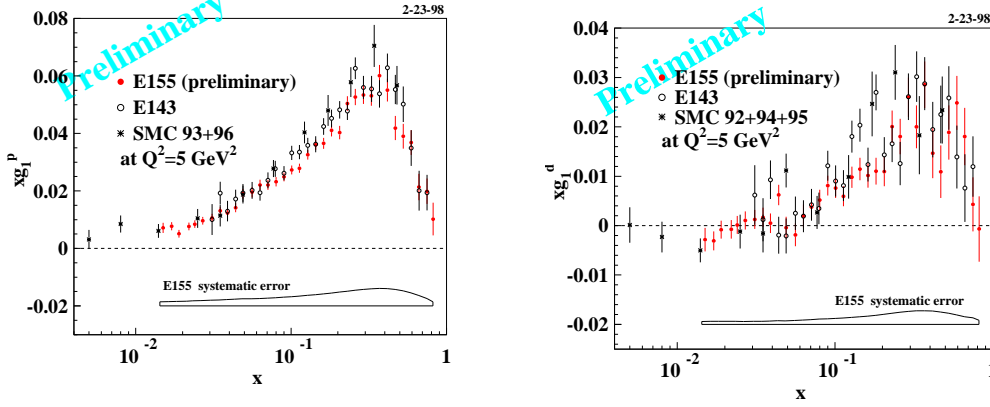 2-23-98
Preliminary
0.08
0.06
0.04
0.02
0
-0.02
xg₁ᵖ
E155 (preliminary)
E143
SMC 93+96
at Q²=5 GeV²
E155 systematic error
10⁻²
10⁻¹
1
x
2-23-98
Preliminary
0.04
0.03
0.02
0.01
0
-0.01
-0.02
xg₁ᵈ
E155 (preliminary)
E143
SMC 92+94+95
at Q²=5 GeV²
E155 systematic error
10⁻²
10⁻¹
1
x